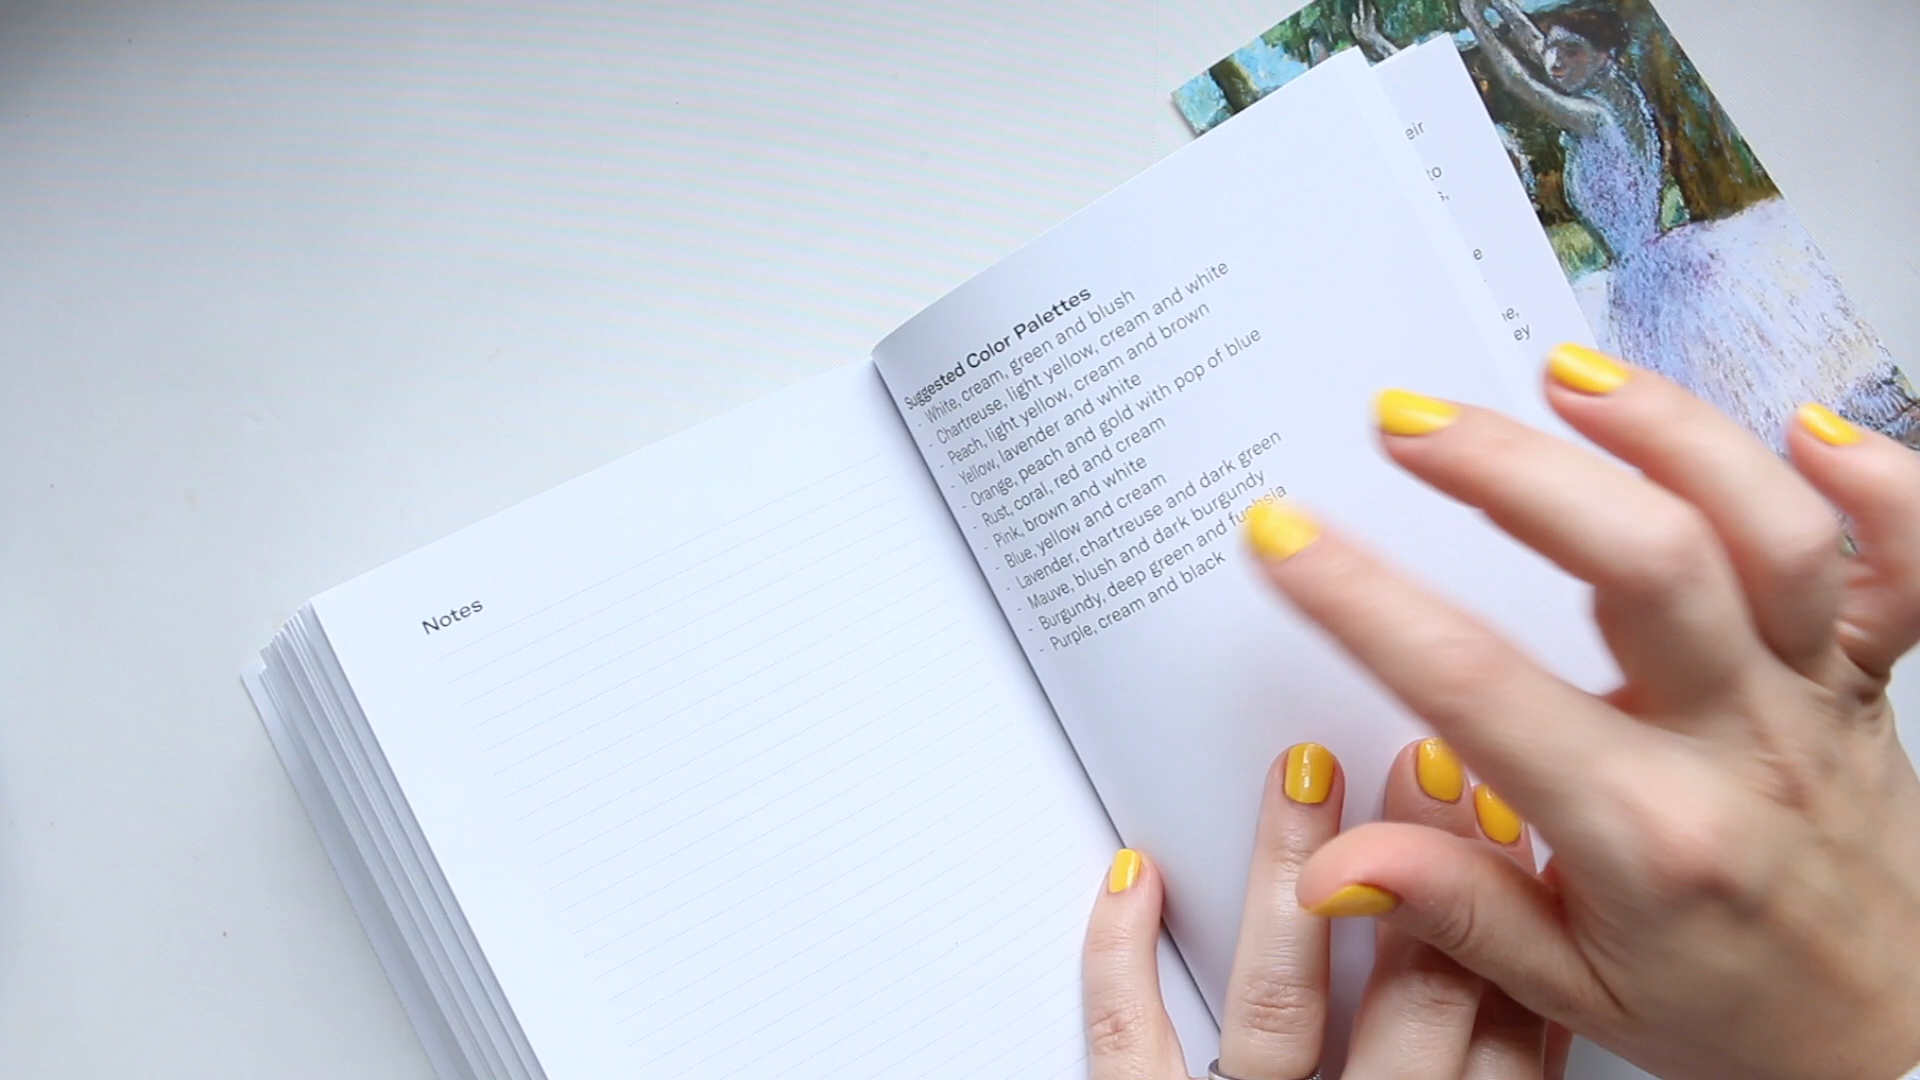 Notes
Suggested Color Palettes
- White, cream, green and blush
- Chartreuse, light yellow, cream and white
- Peach, light yellow, cream and brown
- Yellow, lavender and white
- Orange, peach and gold with pop of blue
- Rust, coral, red and cream
- Pink, brown and white
- Blue, yellow and cream
- Lavender, chartreuse and dark green
- Mauve, blush and dark burgundy
- Burgundy, deep green and fuchsia
- Purple, cream and black
eir
to
s,
e
e,
ey